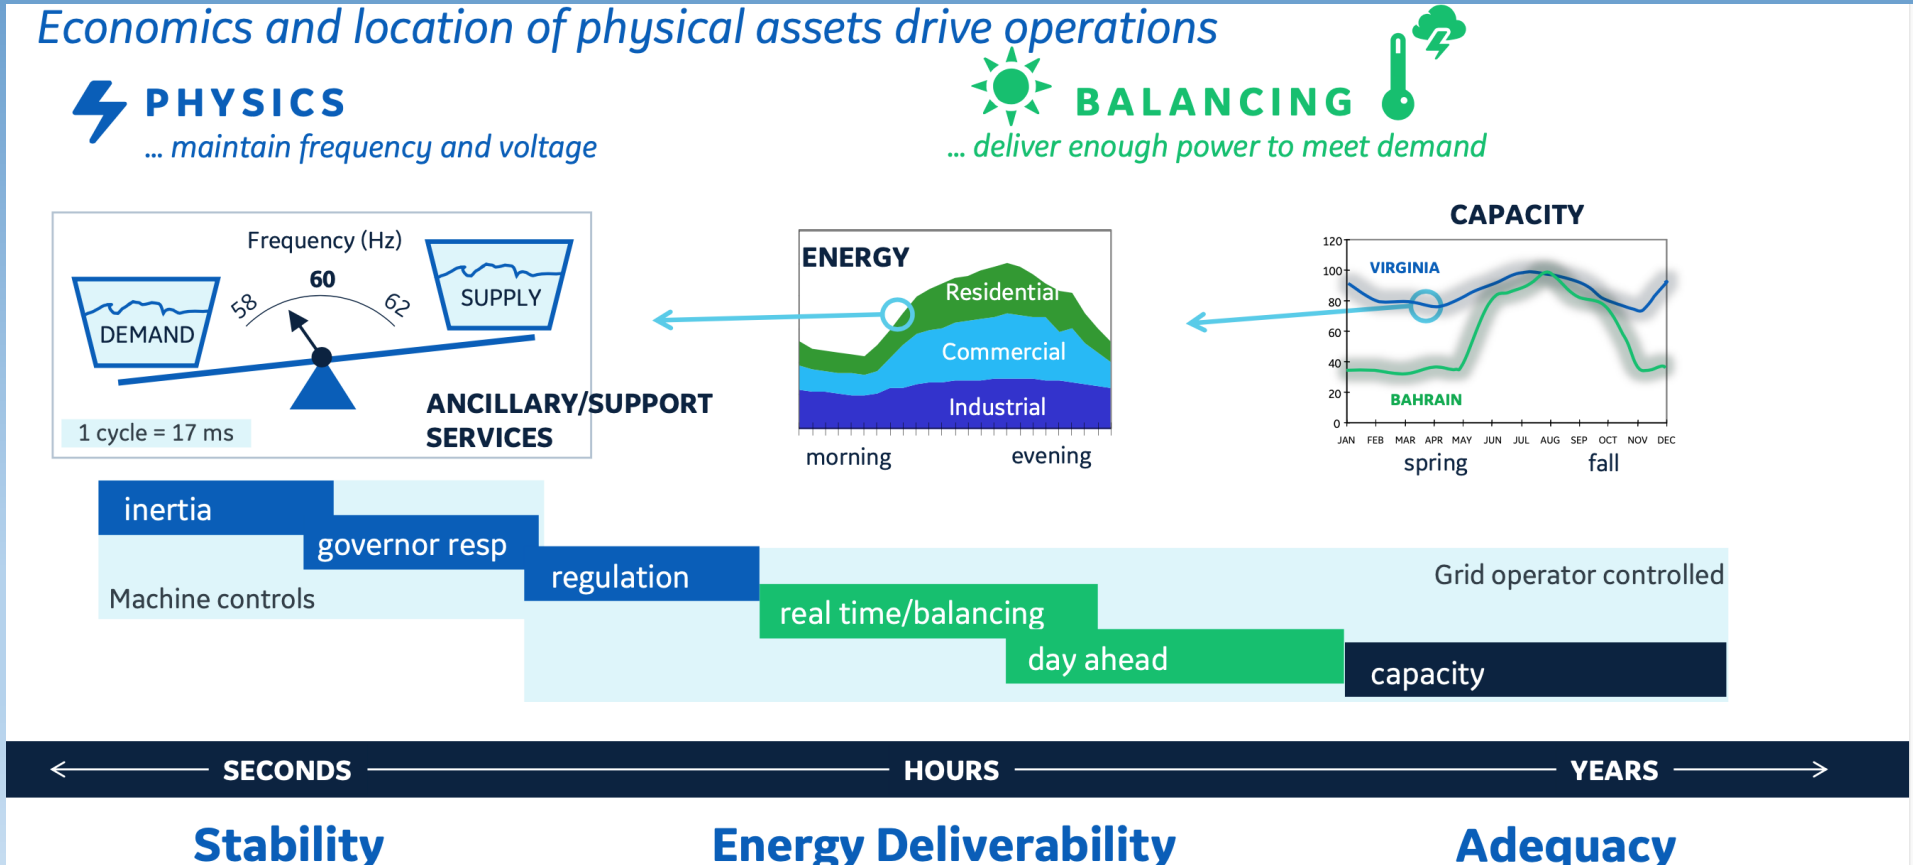 Economics and location of physical assets drive operations
PHYSICS
... maintain frequency and voltage
BALANCING
... deliver enough power to meet demand
Frequency (Hz)
58
60
62
DEMAND
SUPPLY
1 cycle = 17 ms
ANCILLARY/SUPPORT
SERVICES
ENERGY
Residential
Commercial
Industrial
morning
evening
CAPACITY
120
100
80
60
40
20
0
VIRGINIA
BAHRAIN
JAN FEB MAR APR MAY JUN JUL AUG SEP OCT NOV DEC
spring
fall
inertia
governor resp
regulation
Machine controls
real time/balancing
day ahead
capacity
Grid operator controlled
SECONDS
HOURS
YEARS
Stability
Energy Deliverability
Adequacy